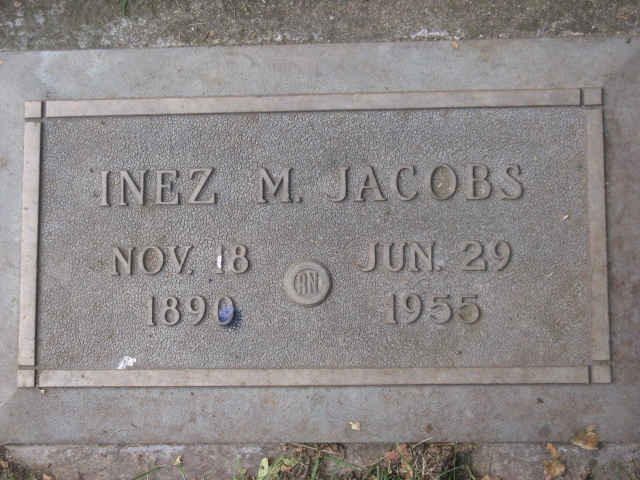 INEZ M. JACOBS
NOV. 18
1890
RN
JUN. 29
1955